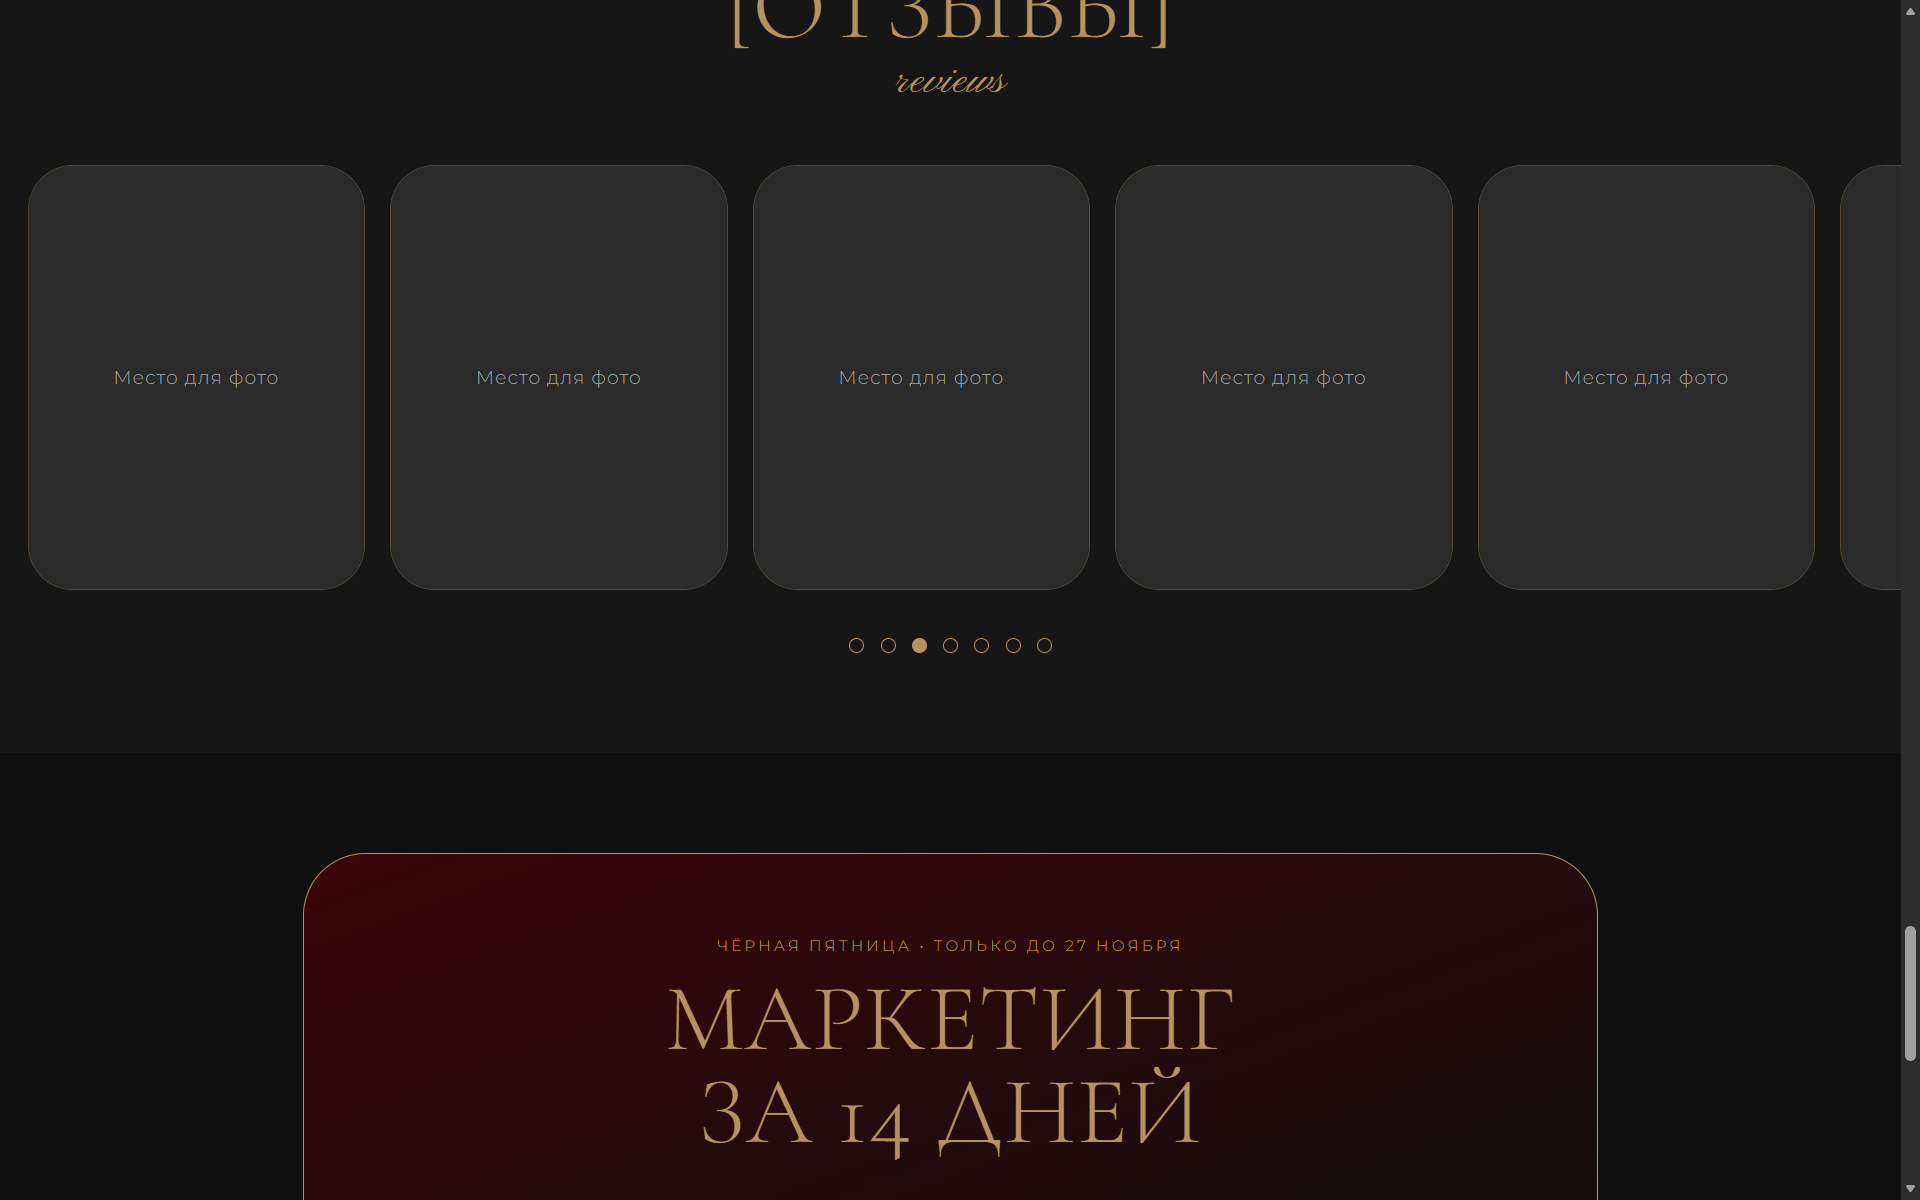 [ОТЗЫВЫ]
reviews
Место для фото
Место для фото
Место для фото
Место для фото
Место для фото
ЧЁРНАЯ ПЯТНИЦА • ТОЛЬКО ДО 27 НОЯБРЯ
МАРКЕТИНГ
ЗА 14 ДНЕЙ